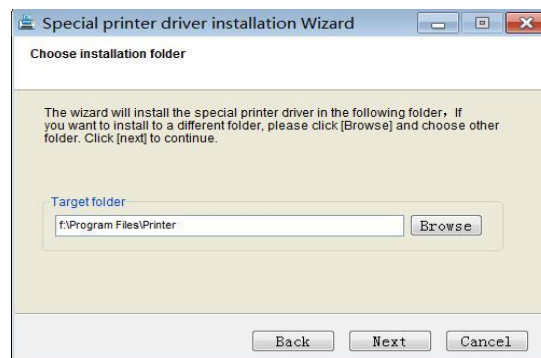 Special printer driver installation Wizard
Choose installation folder
The wizard will install the special printer driver in the following folder，If
you want to install to a different folder, please click [Browse] and choose other
folder. Click [next] to continue.
Target folder
f:\Program Files\Printer
Browse
Back Next Cancel